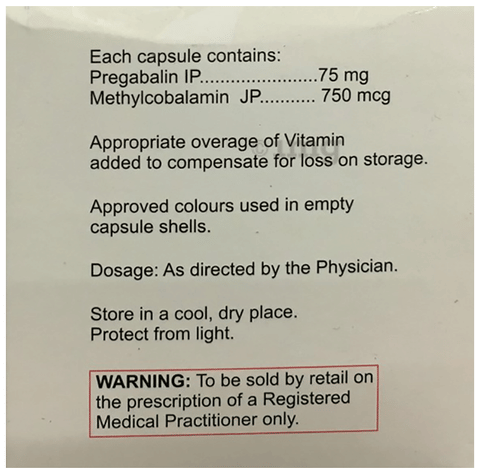 Each capsule contains:
Pregabalin IP.......................75 mg
Methylcobalamin JP........... 750 mcg
Appropriate overage of Vitamin
added to compensate for loss on storage.
Approved colours used in empty
capsule shells.
Dosage: As directed by the Physician.
Store in a cool, dry place.
Protect from light.
WARNING: To be sold by retail on
the prescription of a Registered
Medical Practitioner only.